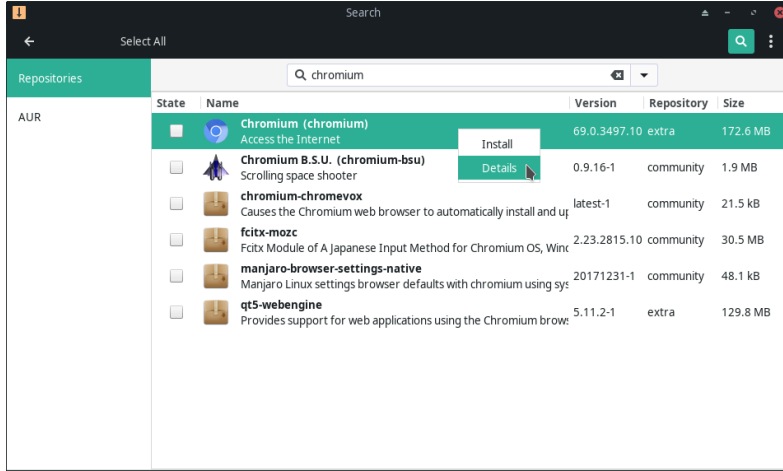 Search
Select All
Repositories
AUR
chromium
State Name Version Repository Size
Chromium (chromium)
Access the Internet
69.0.3497.10 extra 172.6 MB
Install
Details
Chromium B.S.U. (chromium-bsu)
Scrolling space shooter
0.9.16-1 community 1.9 MB
chromium-chromevox
Causes the Chromium web browser to automatically install and up
latest-1 community 21.5 kB
fcitx-mozc
Fcitx Module of A Japanese Input Method for Chromium OS, Winc
2.23.2815.10 community 30.5 MB
manjaro-browser-settings-native
Manjaro Linux settings browser defaults with chromium using sys
20171231-1 community 48.1 kB
qt5-webengine
Provides support for web applications using the Chromium brows
5.11.2-1 extra 129.8 MB